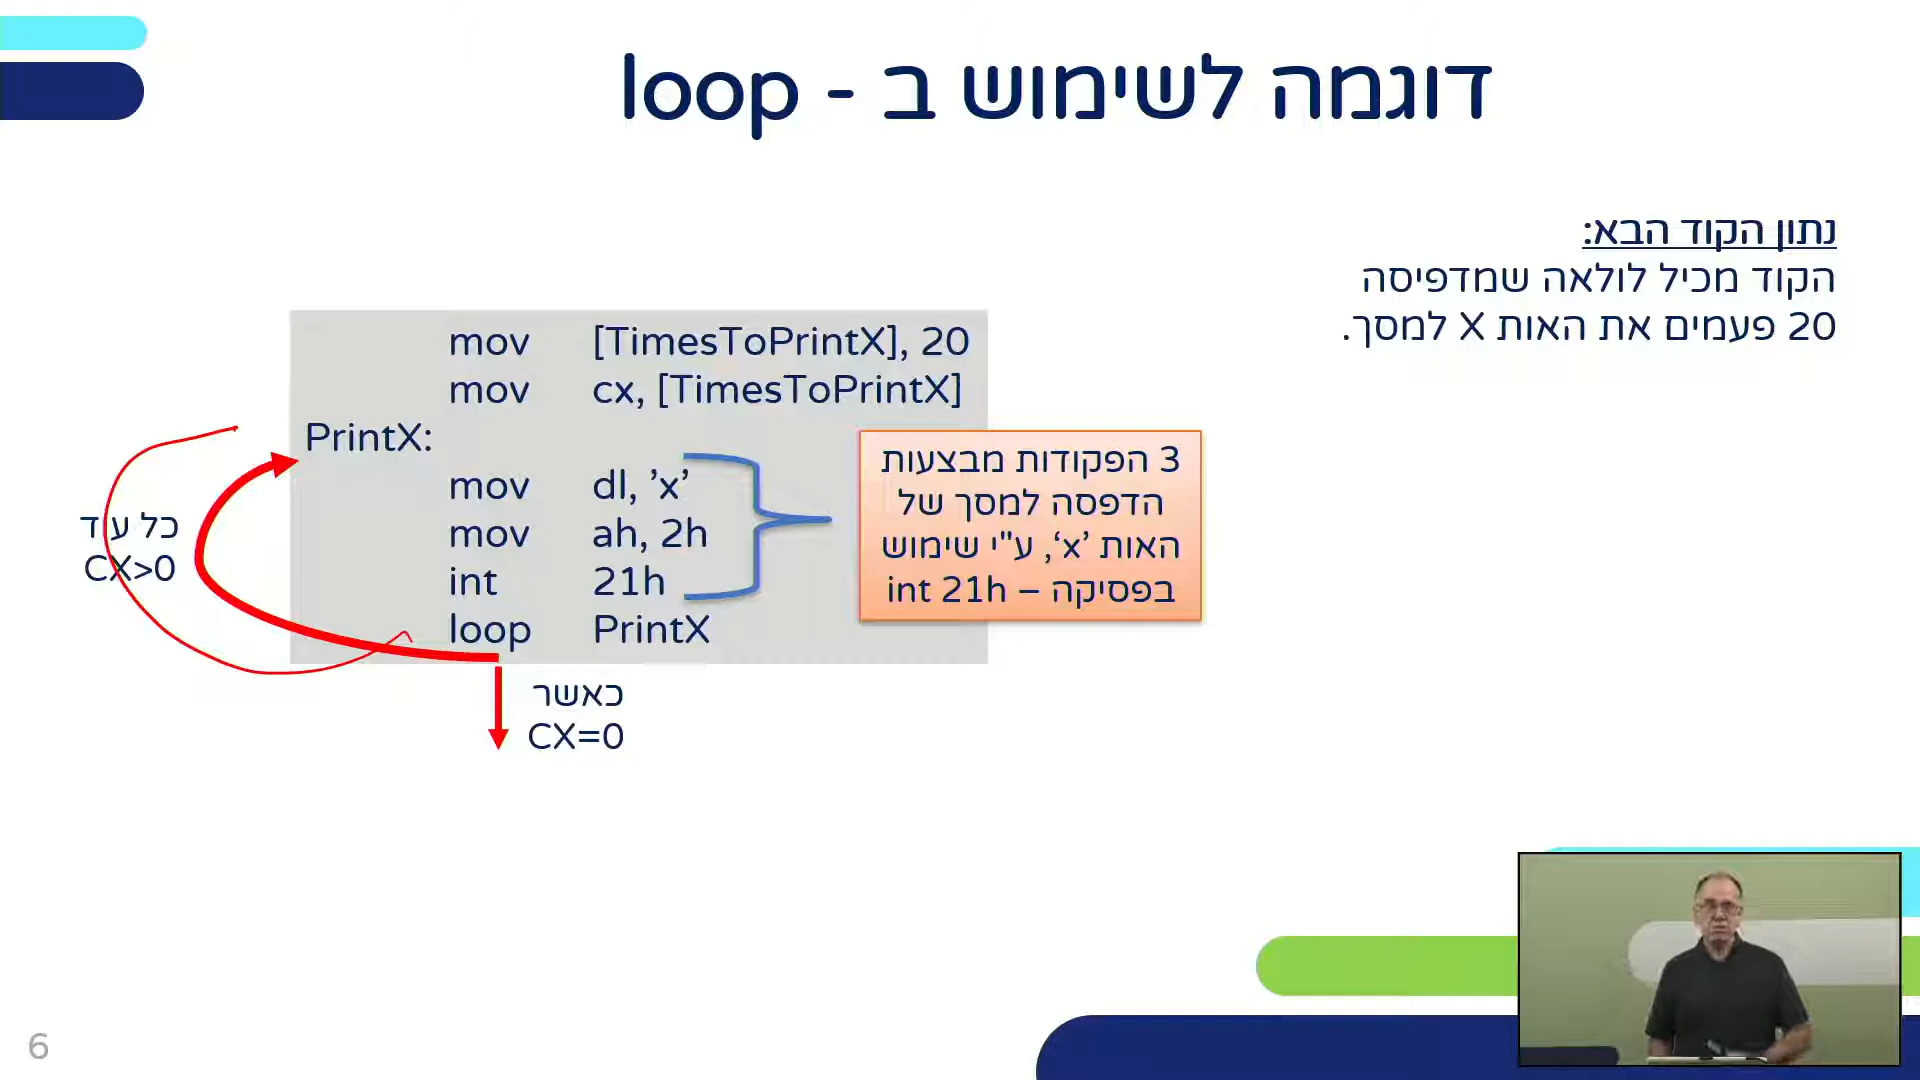 דוגמה לשימוש ב - loop
נתון הקוד הבא:
הקוד מכיל לולאה שמדפיסה
20 פעמים את האות X למסך.
mov [TimesToPrintX], 20
mov cx, [TimesToPrintX]
PrintX:
mov dl, ’x’
mov ah, 2h
int 21h
loop PrintX
3 הפקודות מבצעות
הדפסה למסך של
האות ’x‘, ע"י שימוש
בפסיקה – int 21h
כל עוד
CX>0
כאשר
CX=0
6